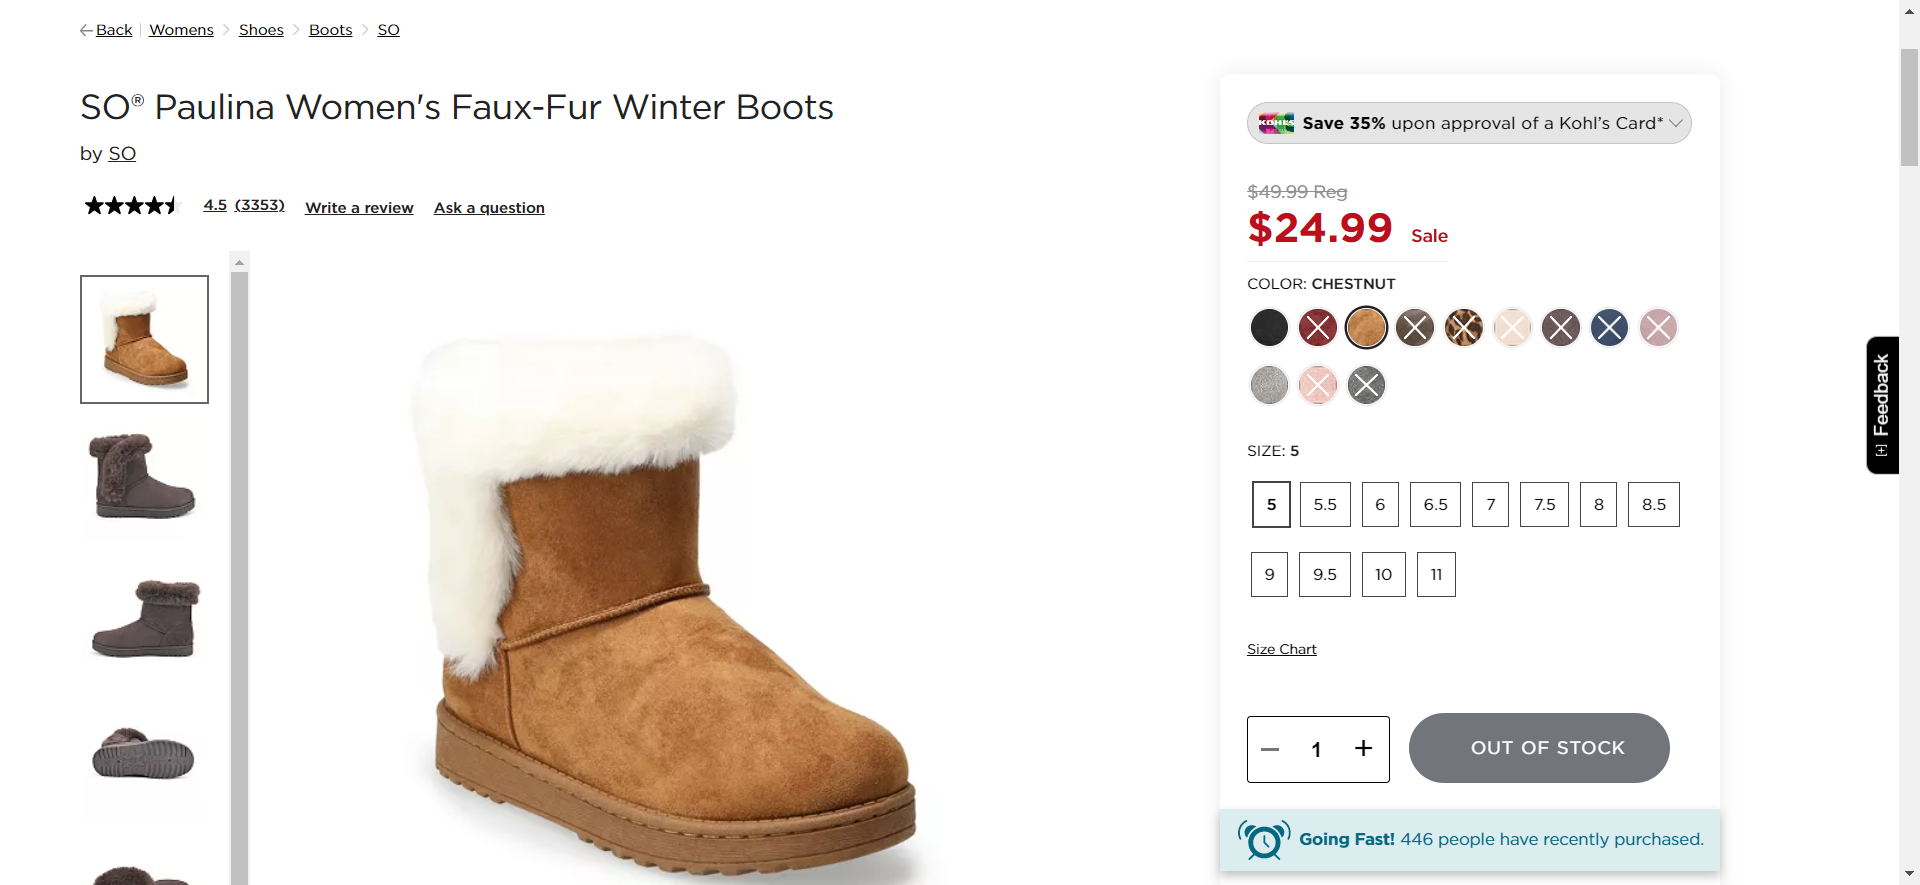 Back Womens Shoes Boots SO
SO® Paulina Women's Faux-Fur Winter Boots
by SO
4.5 (3353) Write a review Ask a question
KOHL'S Save 35% upon approval of a Kohl's Card*
$49.99 Reg
$24.99 Sale
COLOR: CHESTNUT
SIZE: 5
5 5.5 6 6.5 7 7.5 8 8.5
9 9.5 10 11
Size Chart
– 1 + OUT OF STOCK
Going Fast! 446 people have recently purchased.
[+] Feedback